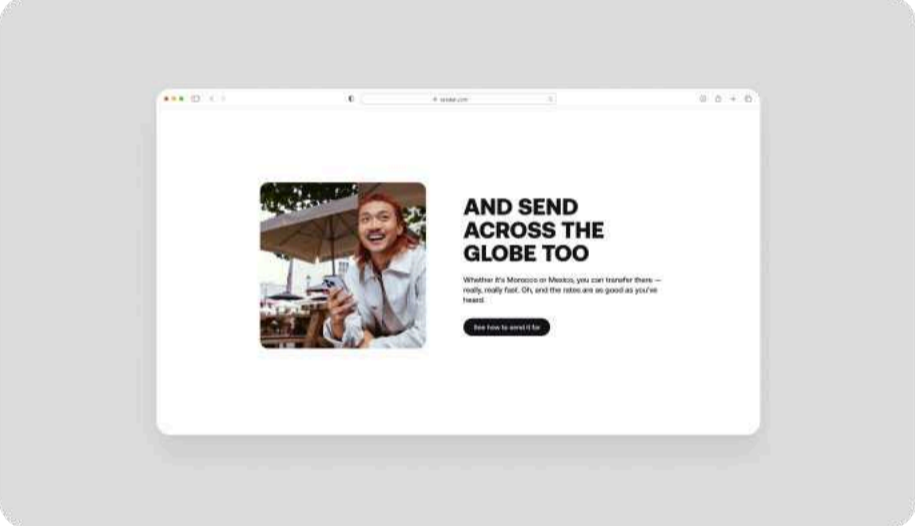 AND SEND
ACROSS THE
GLOBE TOO
Whether it's Morocco or Mexico, you can transfer there —
really, really fast. Oh, and the rates are as good as you've
heard.
See how to send it far